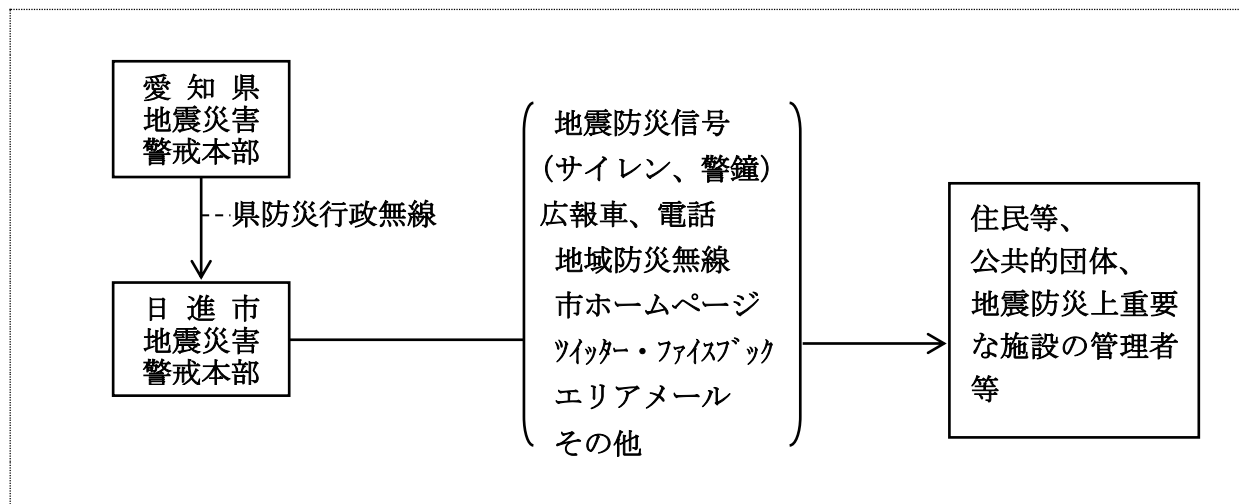 愛 知 県
地震災害
警戒本部
県防災行政無線
日 進 市
地震災害
警戒本部
地震防災信号
(サイレン、警鐘)
広報車、電話
地域防災無線
市ホームページ
ﾂｲｯﾀｰ・ﾌｧｲｽﾌﾞｯｸ
エリアメール
その他
住民等、
公共的団体、
地震防災上重要
な施設の管理者
等